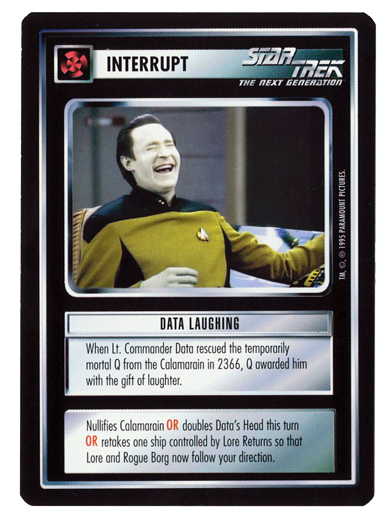 INTERRUPT
STAR TREK
THE NEXT GENERATION
TM, ©, ® 1995 PARAMOUNT PICTURES.
DATA LAUGHING
When Lt. Commander Data rescued the temporarily
mortal Q from the Calamarain in 2366, Q awarded him
with the gift of laughter.
Nullifies Calamarain OR doubles Data's Head this turn
OR retakes one ship controlled by Lore Returns so that
Lore and Rogue Borg now follow your direction.